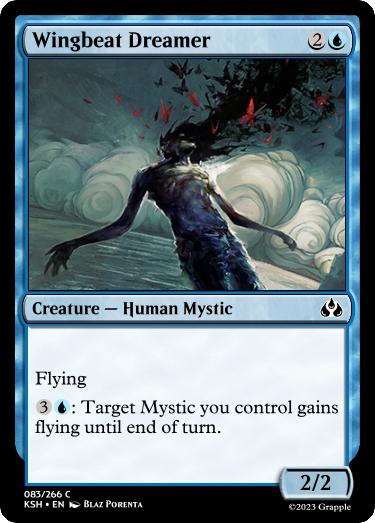 Wingbeat Dreamer 2
Creature — Human Mystic
Flying
3: Target Mystic you control gains
flying until end of turn.
2/2
083/266 C
KSH • EN Blaz Porenta
©2023 Grapple